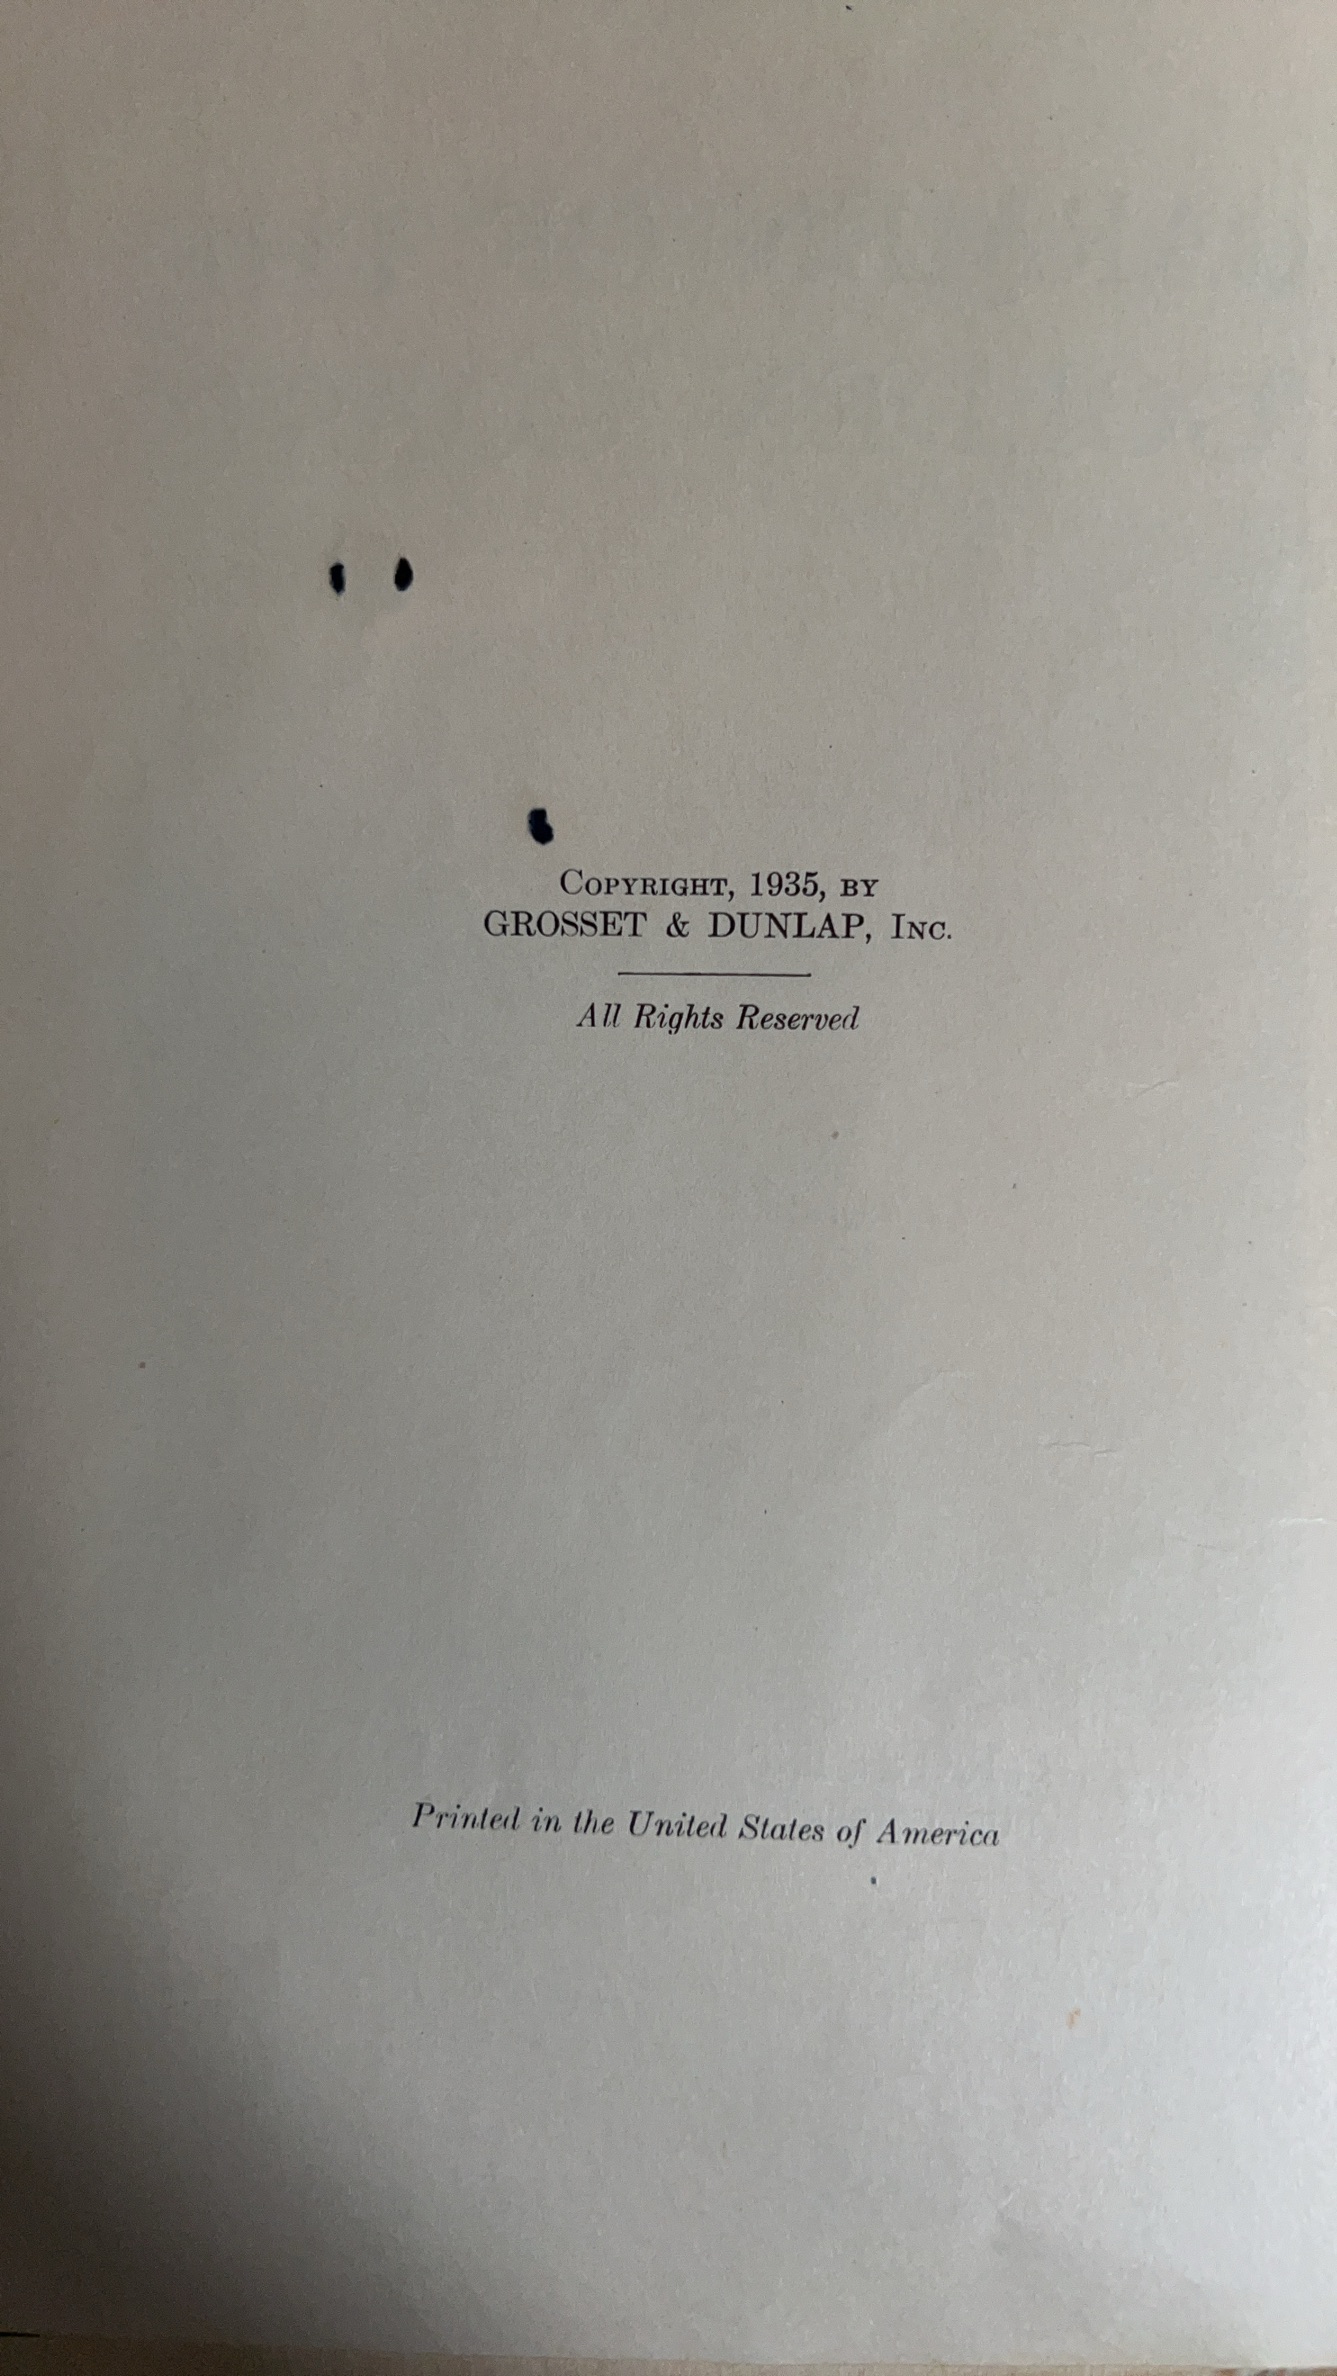 COPYRIGHT, 1935, BY
GROSSET & DUNLAP, INC.
All Rights Reserved
Printed in the United States of America